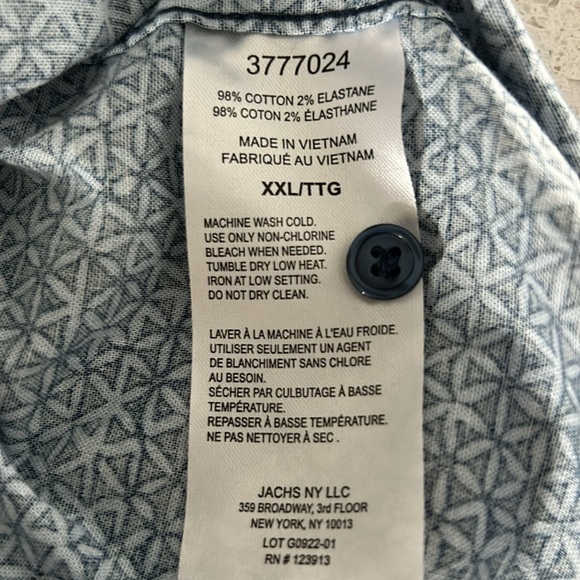 3777024
98% COTTON 2% ELASTANE
98% COTON 2% ÉLASTHANNE
MADE IN VIETNAM
FABRIQUÉ AU VIETNAM
XXL/TTG
MACHINE WASH COLD.
USE ONLY NON-CHLORINE
BLEACH WHEN NEEDED.
TUMBLE DRY LOW HEAT.
IRON AT LOW SETTING.
DO NOT DRY CLEAN.
LAVER À LA MACHINE À L'EAU FROIDE.
UTILISER SEULEMENT UN AGENT
DE BLANCHIMENT SANS CHLORE
AU BESOIN.
SÉCHER PAR CULBUTAGE À BASSE
TEMPÉRATURE.
REPASSER À BASSE TEMPÉRATURE.
NE PAS NETTOYER À SEC .
JACHS NY LLC
359 BROADWAY, 3rd FLOOR
NEW YORK, NY 10013
LOT G0922-01
RN # 123913